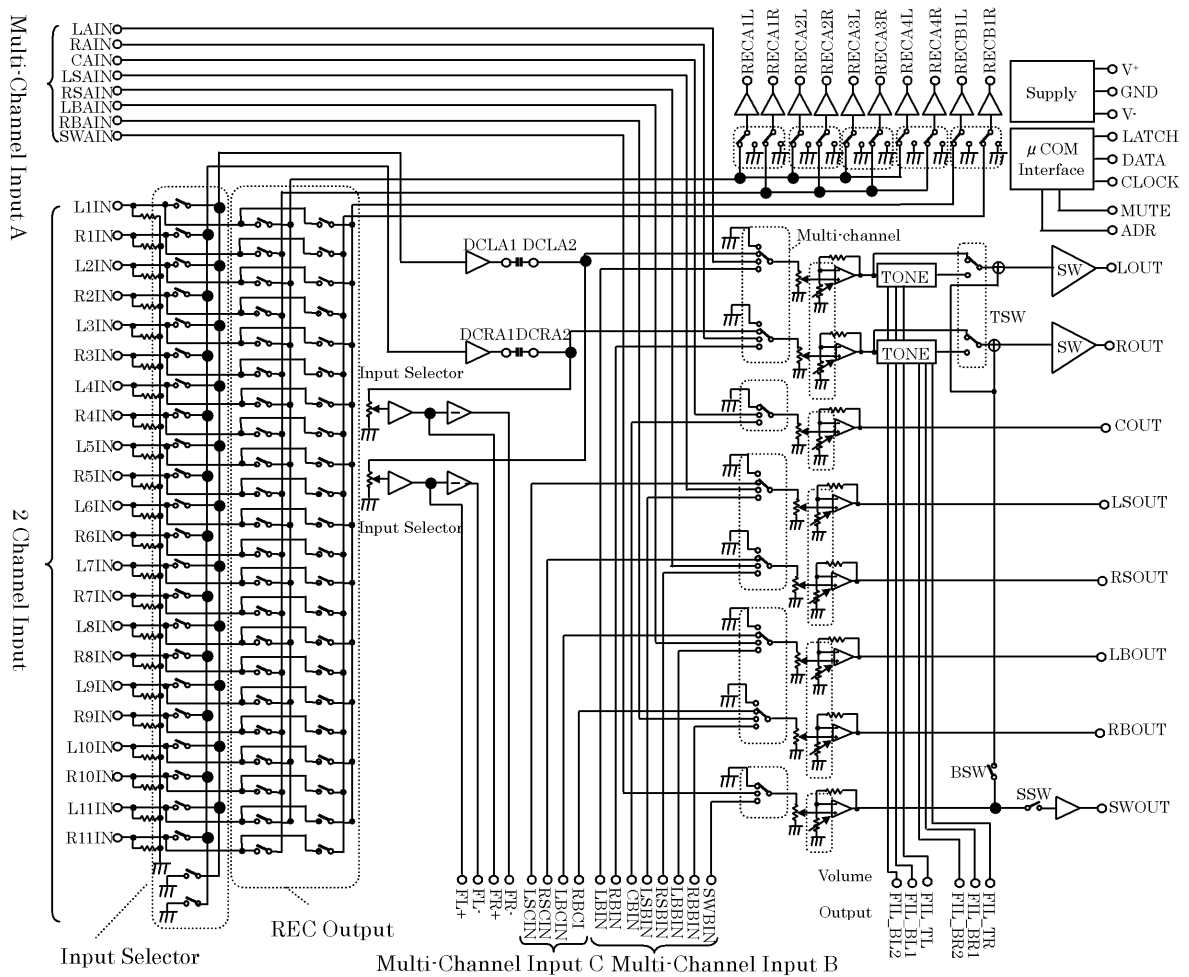 Multi-Channel Input A
LAIN
RAIN
CAIN
LSAIN
RSAIN
LBAIN
RBAIN
SWAIN
RECA1L
RECA1R
RECA2L
RECA2R
RECA3L
RECA3R
RECA4L
RECA4R
RECB1L
RECB1R
Supply
V+
GND
V-
μ COM
Interface
LATCH
DATA
CLOCK
MUTE
ADR
2 Channel Input
L1IN
R1IN
L2IN
R2IN
L3IN
R3IN
L4IN
R4IN
L5IN
R5IN
L6IN
R6IN
L7IN
R7IN
L8IN
R8IN
L9IN
R9IN
L10IN
R10IN
L11IN
R11IN
DCLA1 DCLA2
DCRA1DCRA2
Input Selector
Input Selector
Multi-channel
TONE
TONE
TSW
SW
SW
LOUT
ROUT
COUT
LSOUT
RSOUT
LBOUT
RBOUT
BSW
SSW
SWOUT
Volume
Output
FIL_BL2
FIL_BL1
FIL_TL
FIL_BR2
FIL_BR1
FIL_TR
FL+
FL-
FR+
FR-
LSCIN
RSCIN
LBCIN
RBCI
LBIN
RBIN
CBIN
LSBIN
RSBIN
LBBIN
RBBIN
SWBIN
REC Output
Input Selector
Multi-Channel Input C Multi-Channel Input B